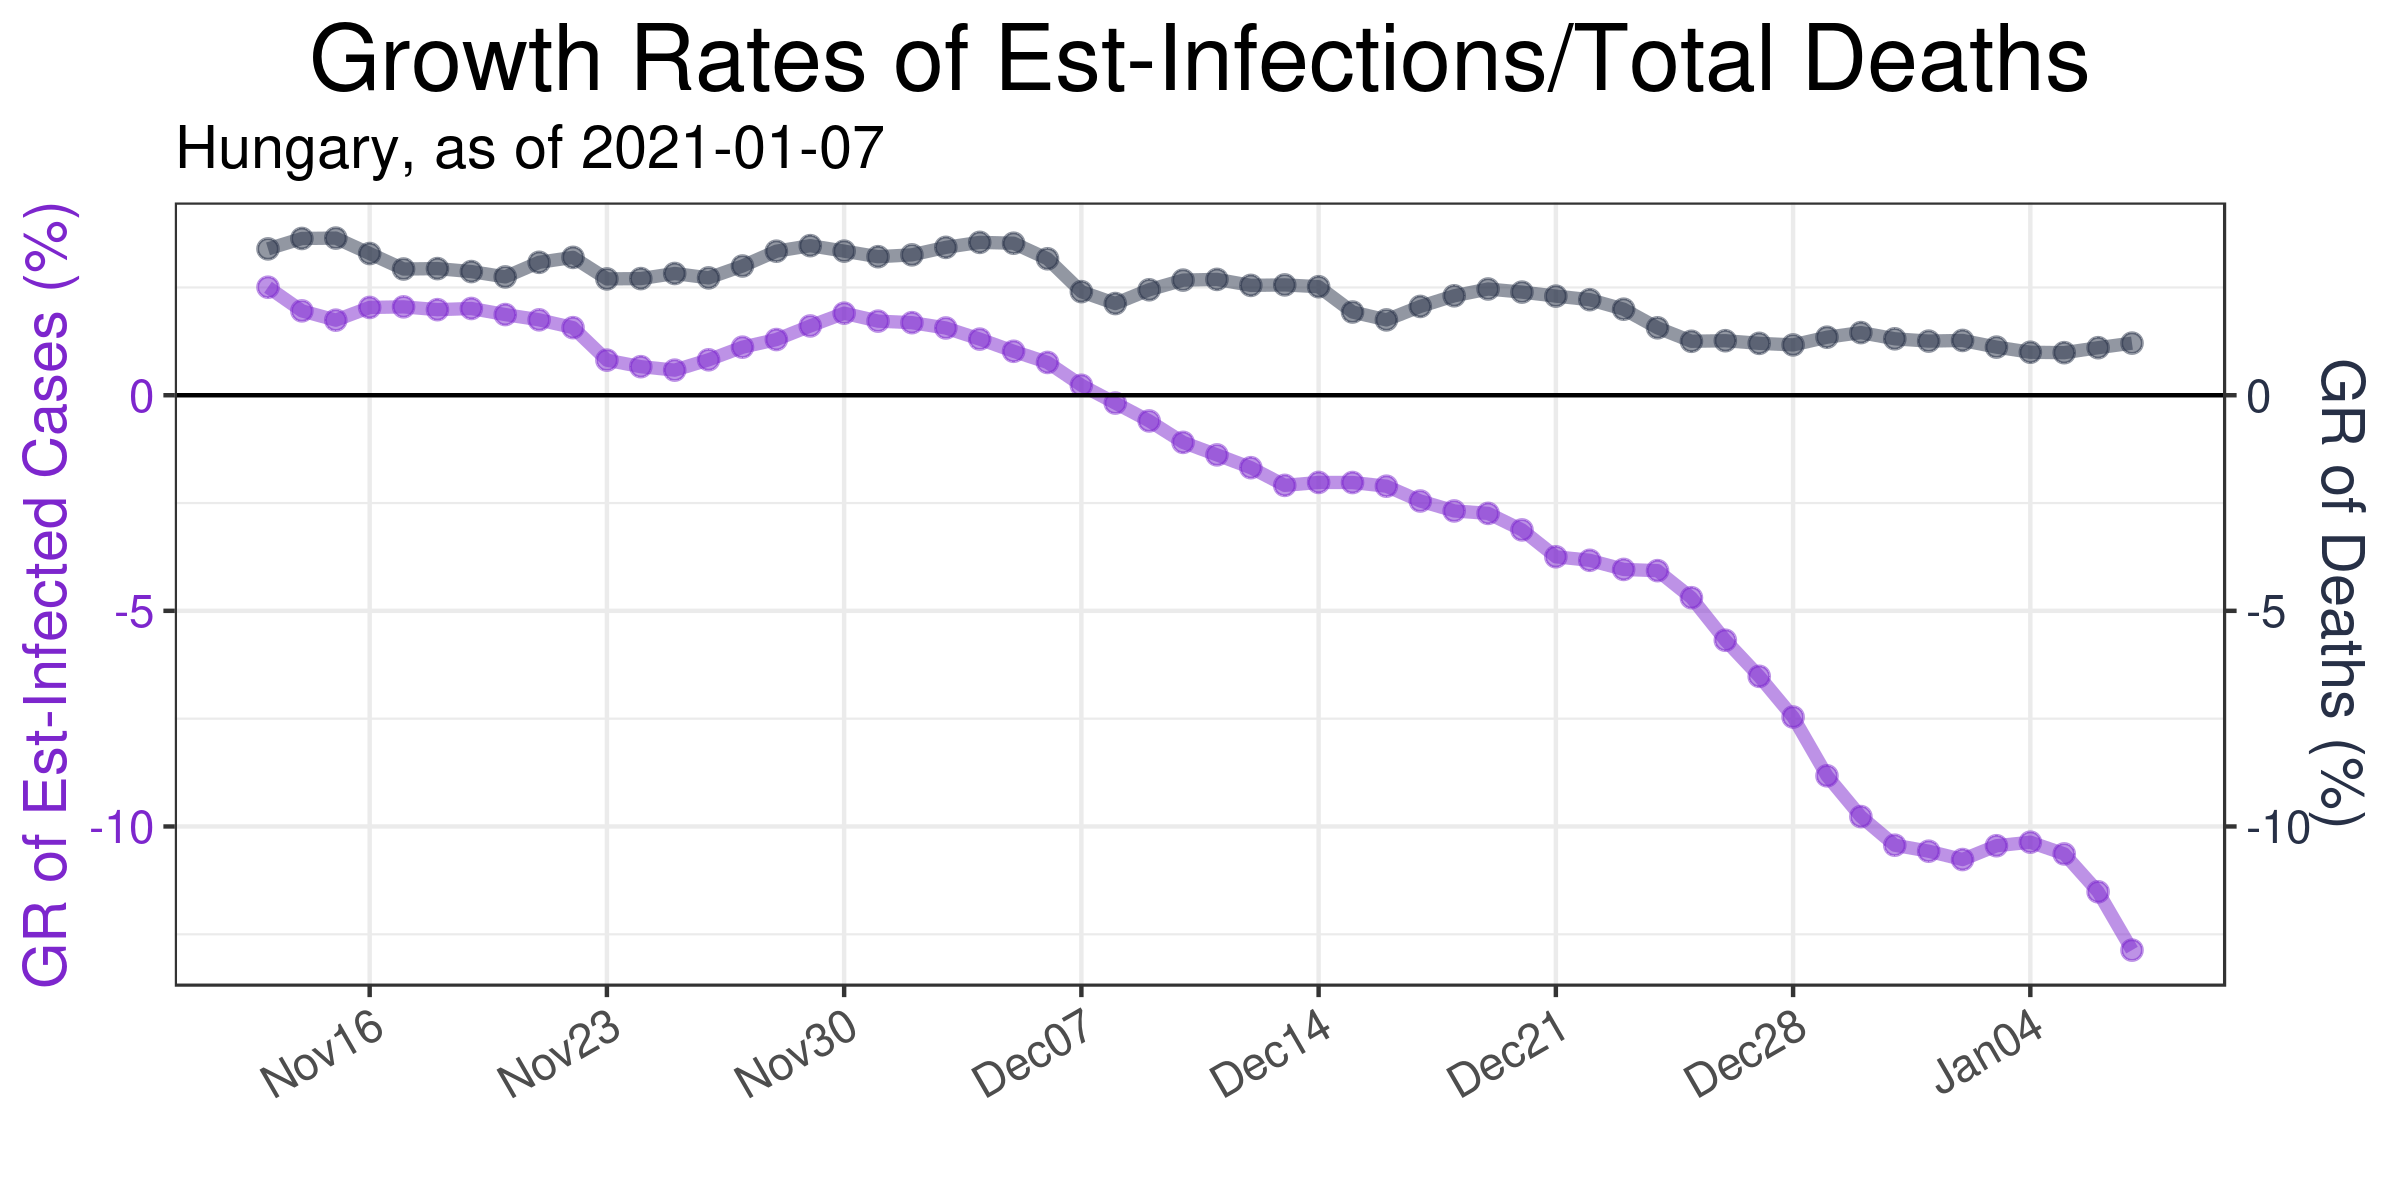 Growth Rates of Est-Infections/Total Deaths
Hungary, as of 2021-01-07
GR of Est-Infected Cases (%)
0
-5
-10
0
-5
-10
GR of Deaths (%)
Nov16
Nov23
Nov30
Dec07
Dec14
Dec21
Dec28
Jan04